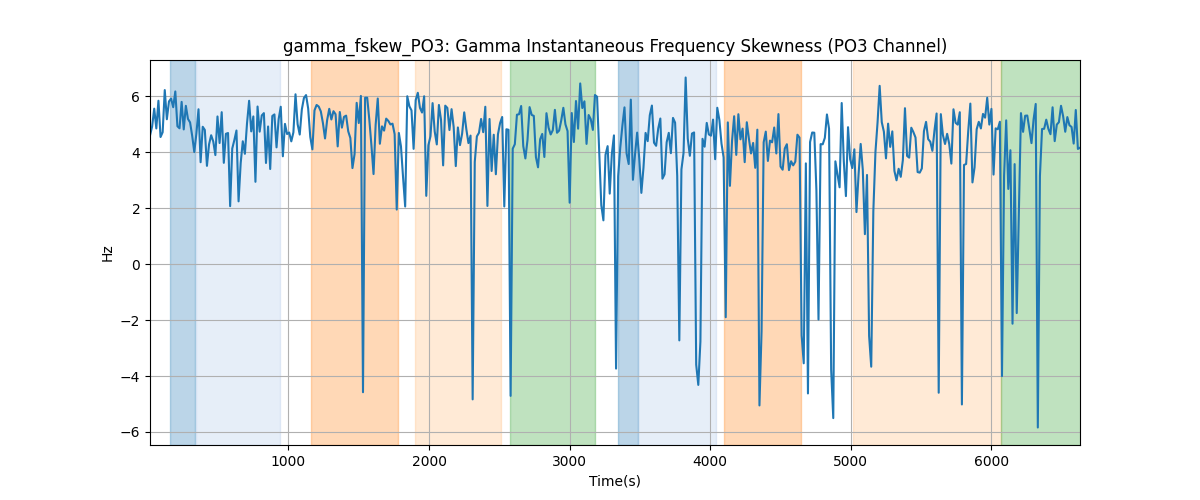 gamma_fskew_PO3: Gamma Instantaneous Frequency Skewness (PO3 Channel)
6
4
2
0
−2
−4
−6
Hz
1000 2000 3000 4000 5000 6000
Time(s)